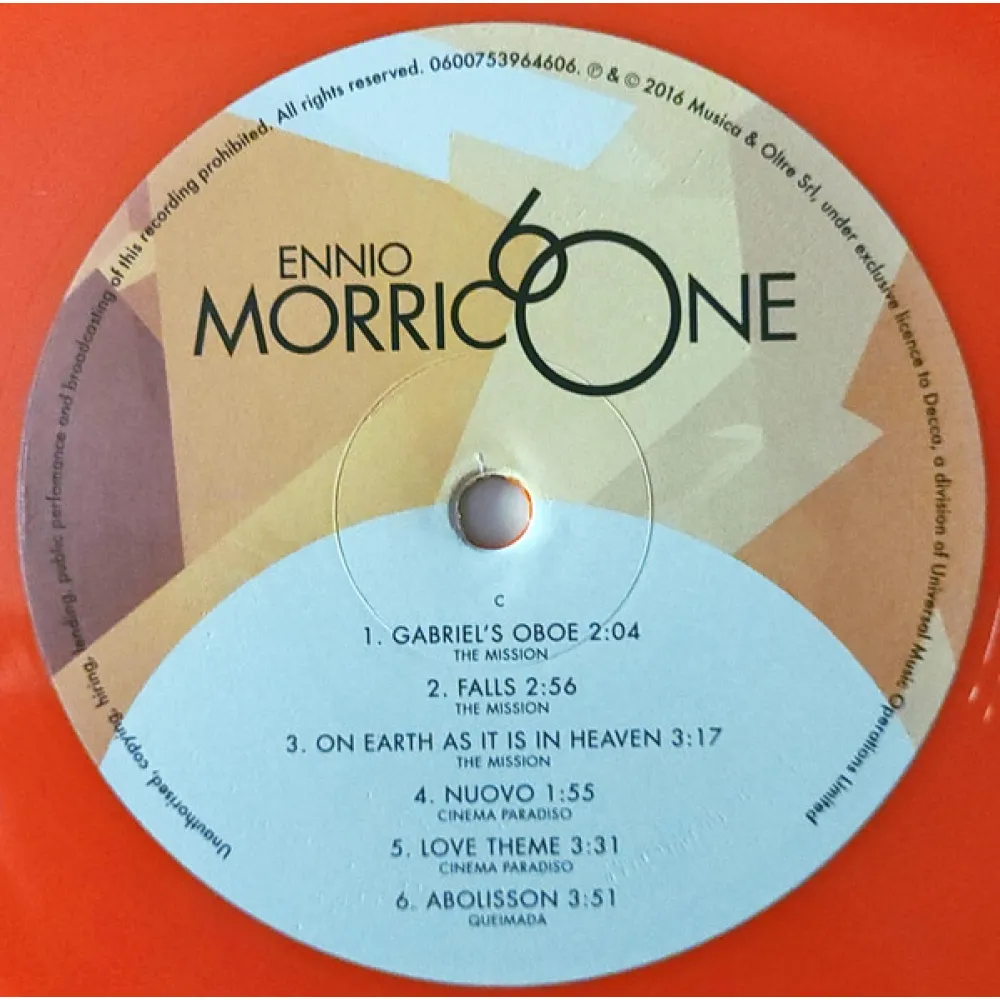 Unauthorised, copying, hiring, lending, public perfomance and broadcasting of this recording prohibited. All rights reserved. 0600753964606. ℗ & © 2016 Musica & Oltre Srl, under exclusive licence to Decca, a division of Universal Music Operations Limited
ENNIO
MORRICONE
60
C
1. GABRIEL'S OBOE 2:04
THE MISSION
2. FALLS 2:56
THE MISSION
3. ON EARTH AS IT IS IN HEAVEN 3:17
THE MISSION
4. NUOVO 1:55
CINEMA PARADISO
5. LOVE THEME 3:31
CINEMA PARADISO
6. ABOLISSON 3:51
QUEIMADA